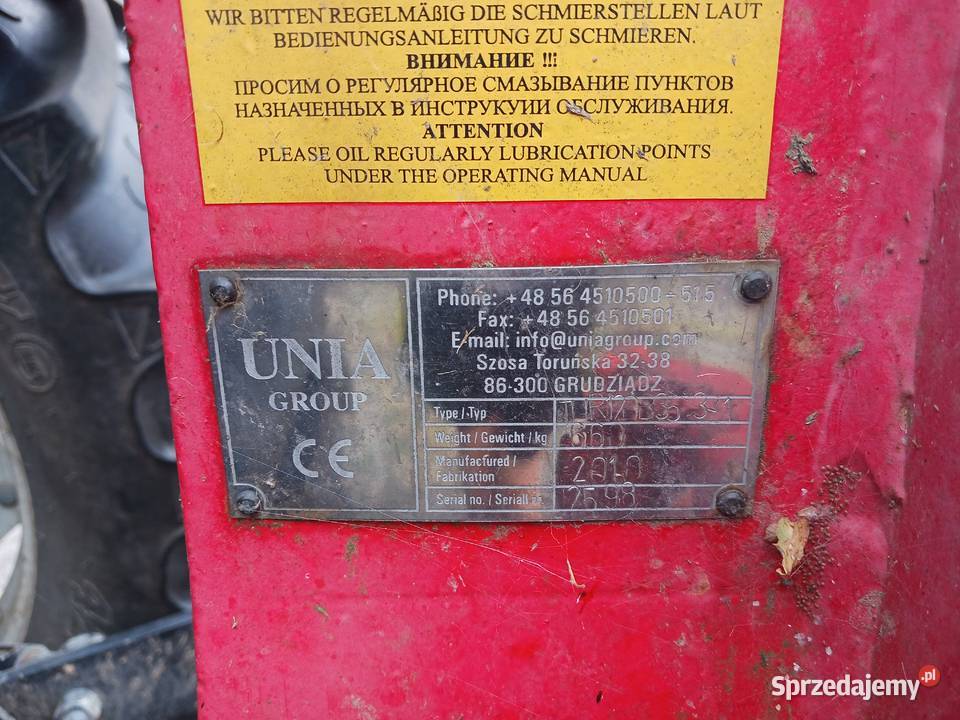 WIR BITTEN REGELMÄßIG DIE SCHMIERSTELLEN LAUT
BEDIENUNGSANLEITUNG ZU SCHMIEREN.
ВНИМАНИЕ !!!
ПРОСИМ О РЕГУЛЯРНОЕ СМАЗЫВАНИЕ ПУНКТОВ
НАЗНАЧЕННЫХ В ИНСТРУКУИИ ОБСЛУЖИВАНИЯ.
ATTENTION
PLEASE OIL REGULARLY LUBRICATION POINTS
UNDER THE OPERATING MANUAL
UNIA
GROUP
CE
Phone: +48 56 4510500-515
Fax: +48 56 4510501
E-mail: info@uniagroup.com
Szosa Toruńska 32-38
86-300 GRUDZIĄDZ
Type / Typ
Weight / Gewicht / kg
Manufactured /
Fabrikation 2010
Serial no. / Seriall 2598
Sprzedajemy.pl